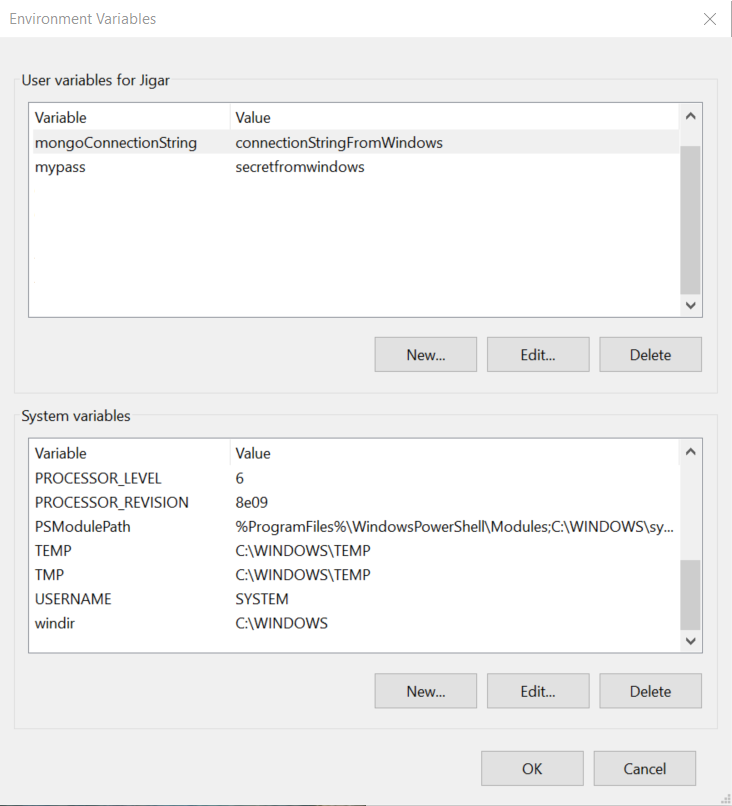 Environment Variables
User variables for Jigar
Variable Value
mongoConnectionString connectionStringFromWindows
mypass secretfromwindows
New... Edit... Delete
System variables
Variable Value
PROCESSOR_LEVEL 6
PROCESSOR_REVISION 8e09
PSModulePath %ProgramFiles%\WindowsPowerShell\Modules;C:\WINDOWS\sy...
TEMP C:\WINDOWS\TEMP
TMP C:\WINDOWS\TEMP
USERNAME SYSTEM
windir C:\WINDOWS
New... Edit... Delete
OK Cancel